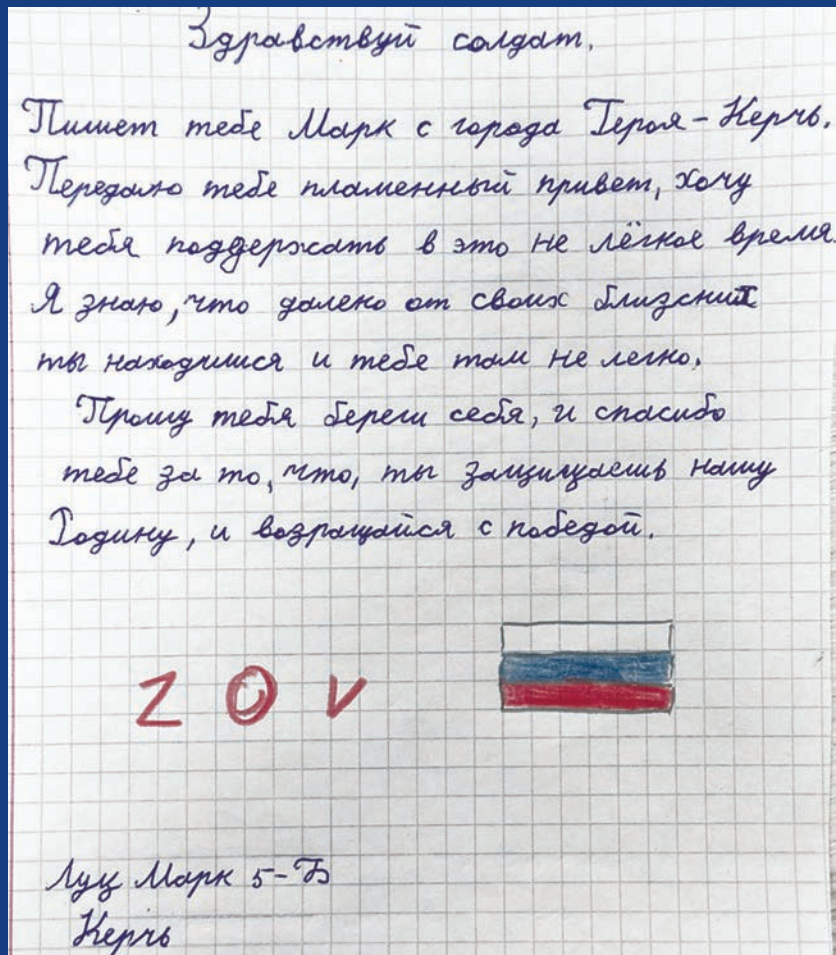 Здравствуй солдат.
Пишет тебе Марк с города Героя - Керчь.
Передаю тебе пламенный привет, хочу
тебя поддержать в это не лёгкое время.
Я знаю, что далеко от своих близких
ты находишся и тебе там не легко.
Прошу тебя береги себя, и спасибо
тебе за то, что, ты защищаешь нашу
Родину, и возращайся с победой.
Z O V
Луц Марк 5-Б
Керчь